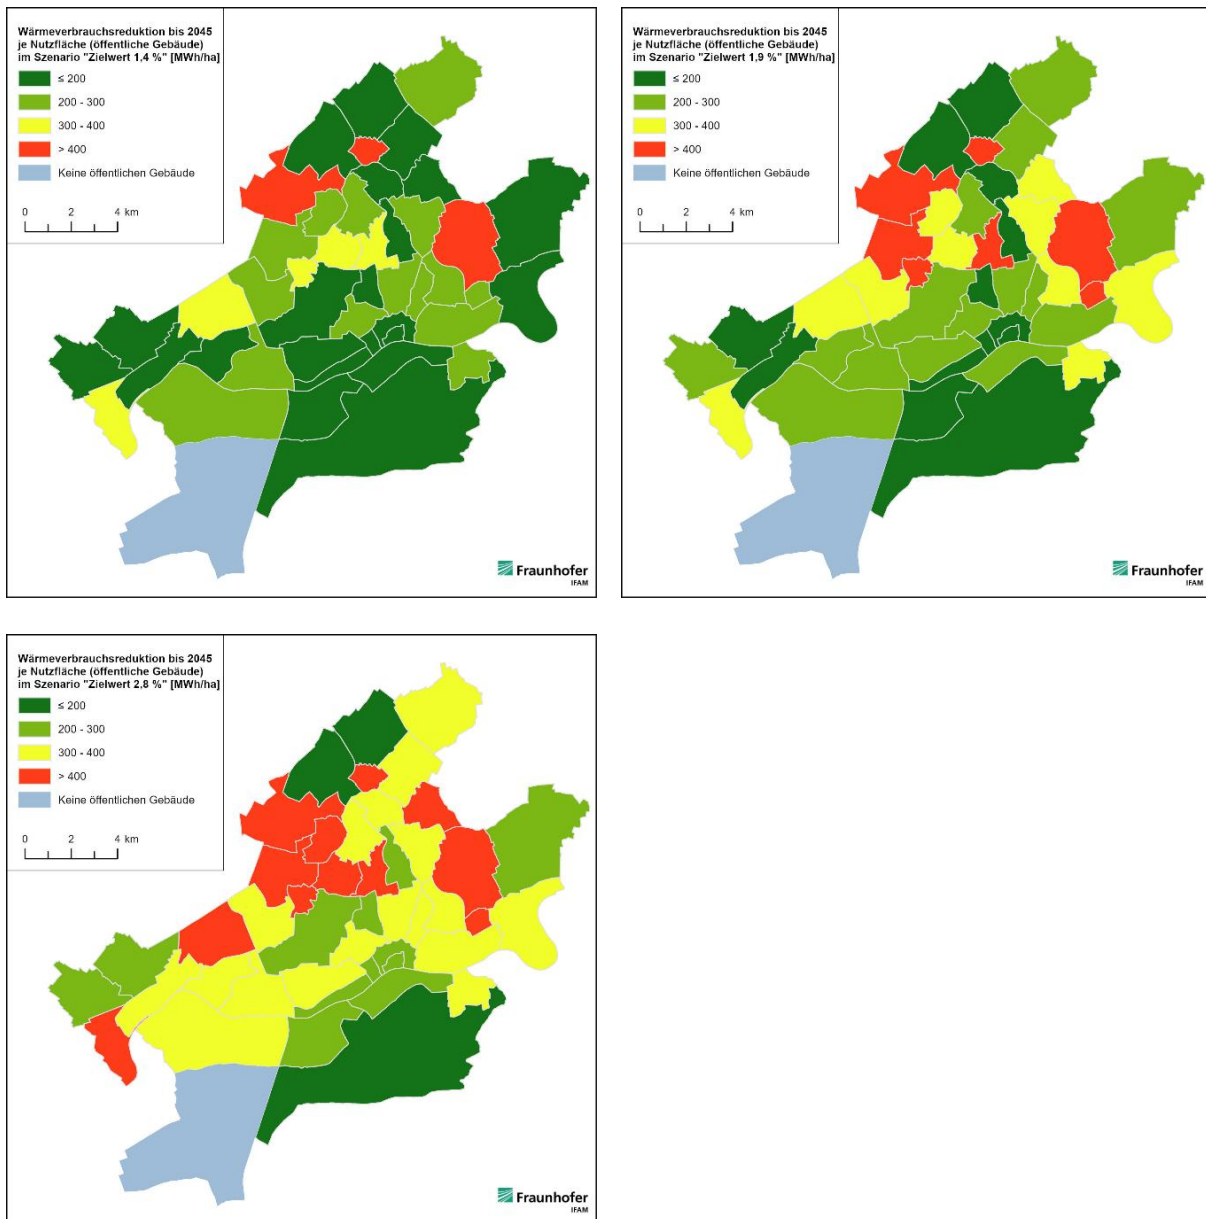 Wärmeverbrauchsreduktion bis 2045
je Nutzfläche (öffentliche Gebäude)
im Szenario "Zielwert 1,4 %" [MWh/ha]
≤ 200
200 - 300
300 - 400
> 400
Keine öffentlichen Gebäude
0 2 4 km
Fraunhofer
IFAM
Wärmeverbrauchsreduktion bis 2045
je Nutzfläche (öffentliche Gebäude)
im Szenario "Zielwert 1,9 %" [MWh/ha]
≤ 200
200 - 300
300 - 400
> 400
Keine öffentlichen Gebäude
0 2 4 km
Fraunhofer
IFAM
Wärmeverbrauchsreduktion bis 2045
je Nutzfläche (öffentliche Gebäude)
im Szenario "Zielwert 2,8 %" [MWh/ha]
≤ 200
200 - 300
300 - 400
> 400
Keine öffentlichen Gebäude
0 2 4 km
Fraunhofer
IFAM